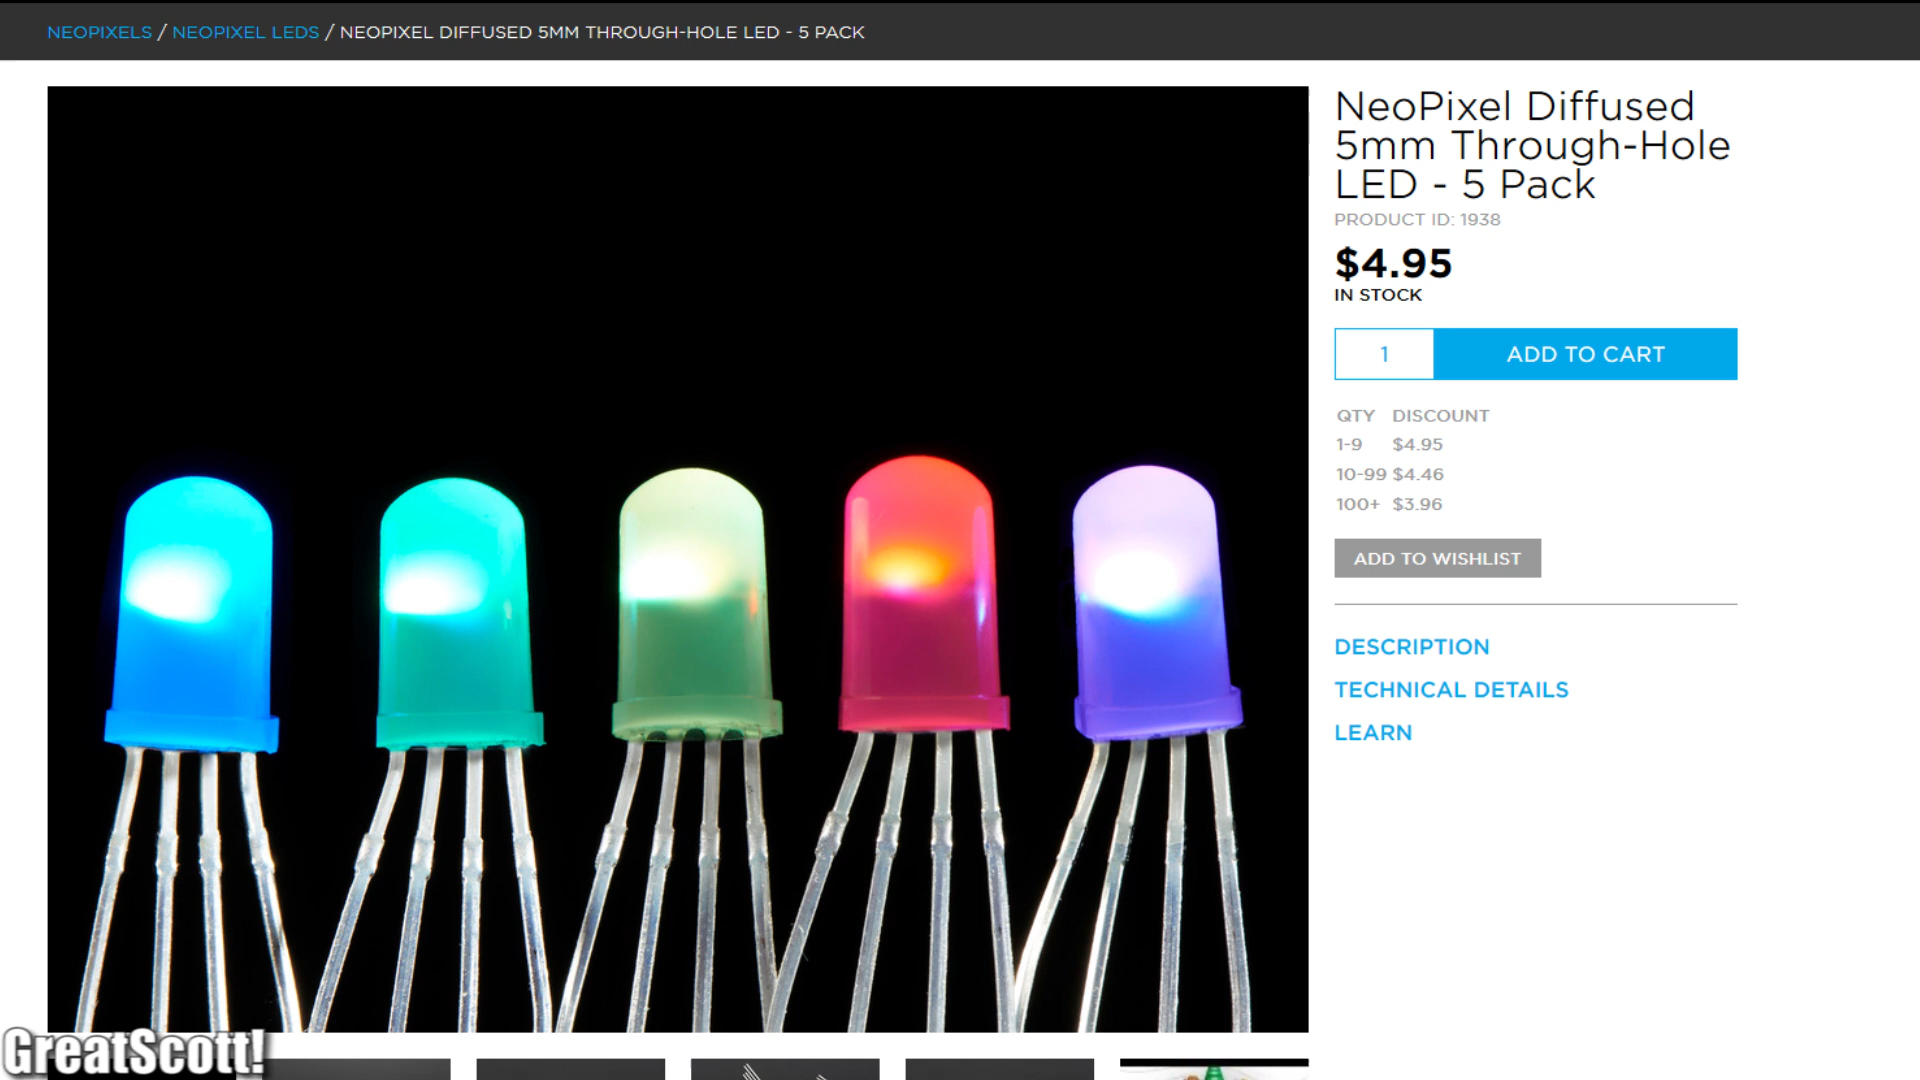 NEOPIXELS / NEOPIXEL LEDS / NEOPIXEL DIFFUSED 5MM THROUGH-HOLE LED - 5 PACK
NeoPixel Diffused
5mm Through-Hole
LED - 5 Pack
PRODUCT ID: 1938
$4.95
IN STOCK
1 ADD TO CART
QTY DISCOUNT
1-9 $4.95
10-99 $4.46
100+ $3.96
ADD TO WISHLIST
DESCRIPTION
TECHNICAL DETAILS
LEARN
GreatScott!